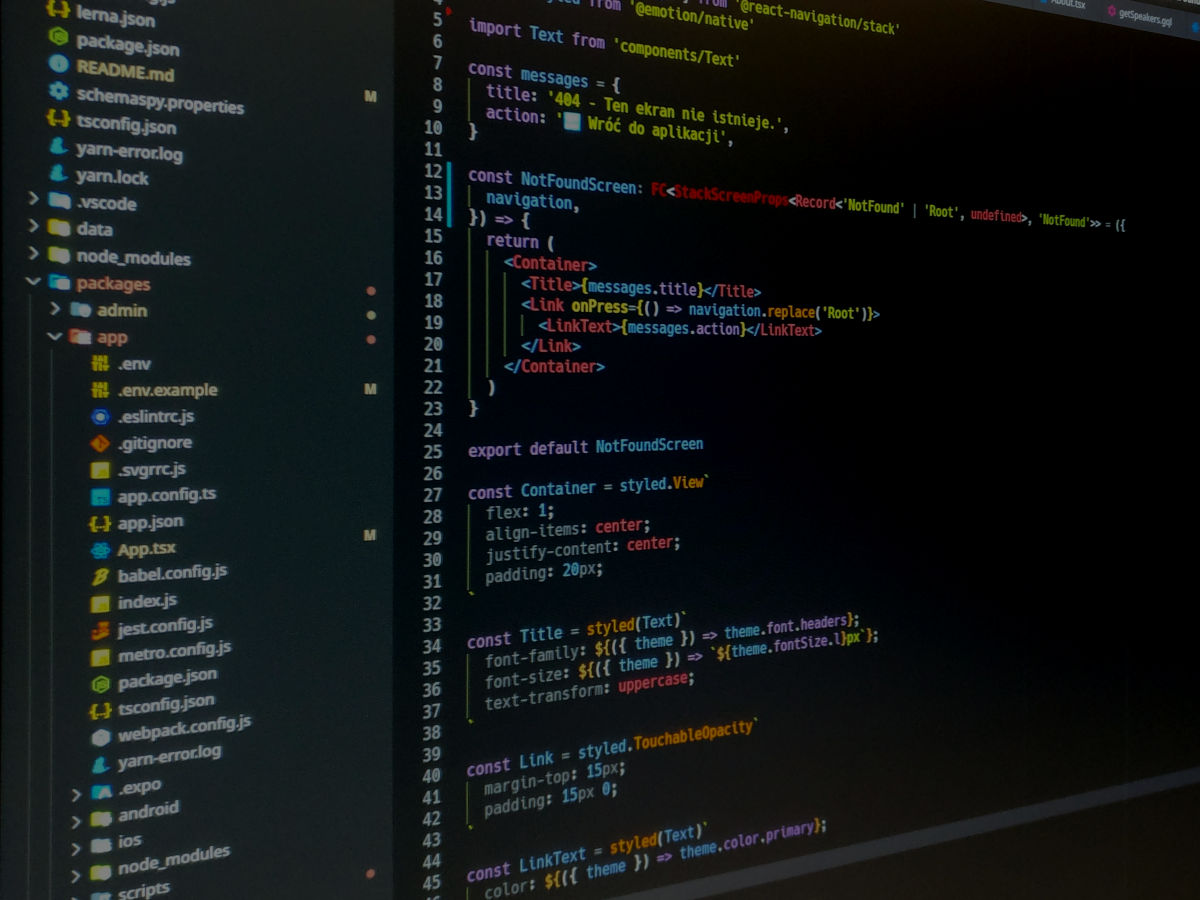 lerna.json
package.json
README.md
schemaspy.properties M
tsconfig.json
yarn-error.log
yarn.lock
.vscode
data
node_modules
packages
admin
app
.env
.env.example M
.eslintrc.js
.gitignore
.svgrrc.js
app.config.ts
app.json
App.tsx M
babel.config.js
index.js
jest.config.js
metro.config.js
package.json
tsconfig.json
webpack.config.js
yarn-error.log
.expo
android
ios
node_modules
scripts
About.tsx getSpeakers.gql
4 from '@react-navigation/stack'
5 from '@emotion/native'
6 import Text from 'components/Text'
7
8 const messages = {
9 title: '404 - Ten ekran nie istnieje.',
10 action: ' Wróć do aplikacji',
11 }
12
13 const NotFoundScreen: FC<StackScreenProps<Record<'NotFound' | 'Root', undefined>, 'NotFound'>> = ({
14 navigation,
15 }) => {
16 return (
17 <Container>
18 <Title>{messages.title}</Title>
19 <Link onPress={() => navigation.replace('Root')}>
20 <LinkText>{messages.action}</LinkText>
21 </Link>
22 </Container>
23 )
24 }
25 export default NotFoundScreen
26
27 const Container = styled.View`
28 flex: 1;
29 align-items: center;
30 justify-content: center;
31 padding: 20px;
32 `
33
34 const Title = styled(Text)`
35 font-family: ${({ theme }) => theme.font.headers};
36 font-size: ${({ theme }) => `${theme.fontSize.l}px`};
37 text-transform: uppercase;
38 `
39
40 const Link = styled.TouchableOpacity`
41 margin-top: 15px;
42 padding: 15px 0;
43 `
44
45 const LinkText = styled(Text)`
color: ${({ theme }) => theme.color.primary};